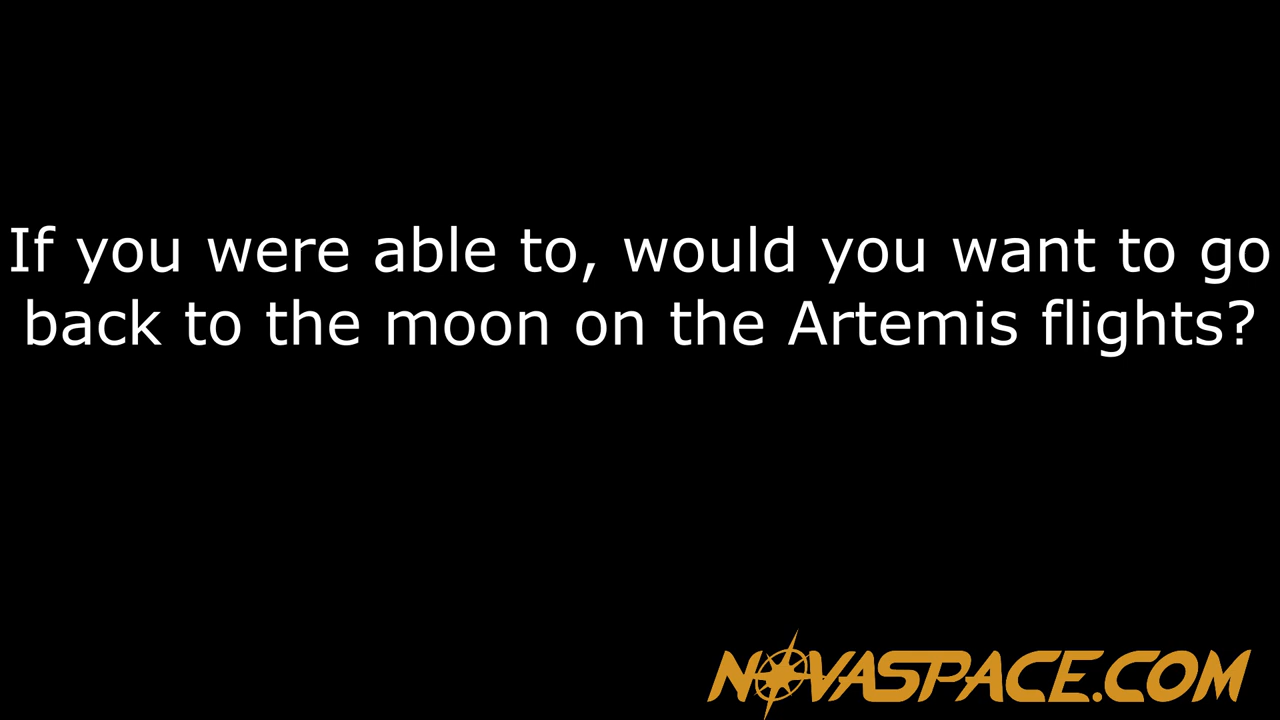 If you were able to, would you want to go
back to the moon on the Artemis flights?
NOVASPACE.COM